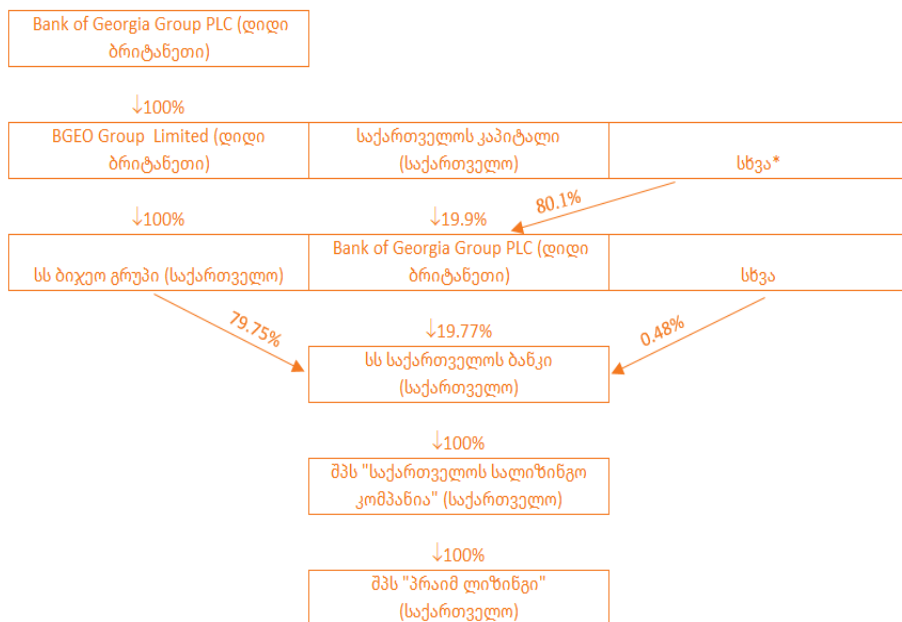 Bank of Georgia Group PLC (დიდი
ბრიტანეთი)
↓100%
BGEO Group Limited (დიდი
ბრიტანეთი)
საქართველოს კაპიტალი
(საქართველო)
სხვა*
80.1%
↓100%
↓19.9%
სს ბიჯეო გრუპი (საქართველო)
Bank of Georgia Group PLC (დიდი
ბრიტანეთი)
სხვა
79.75%
↓19.77%
0.48%
სს საქართველოს ბანკი
(საქართველო)
↓100%
შპს "საქართველოს სალიზინგო
კომპანია" (საქართველო)
↓100%
შპს "პრაიმ ლიზინგი"
(საქართველო)